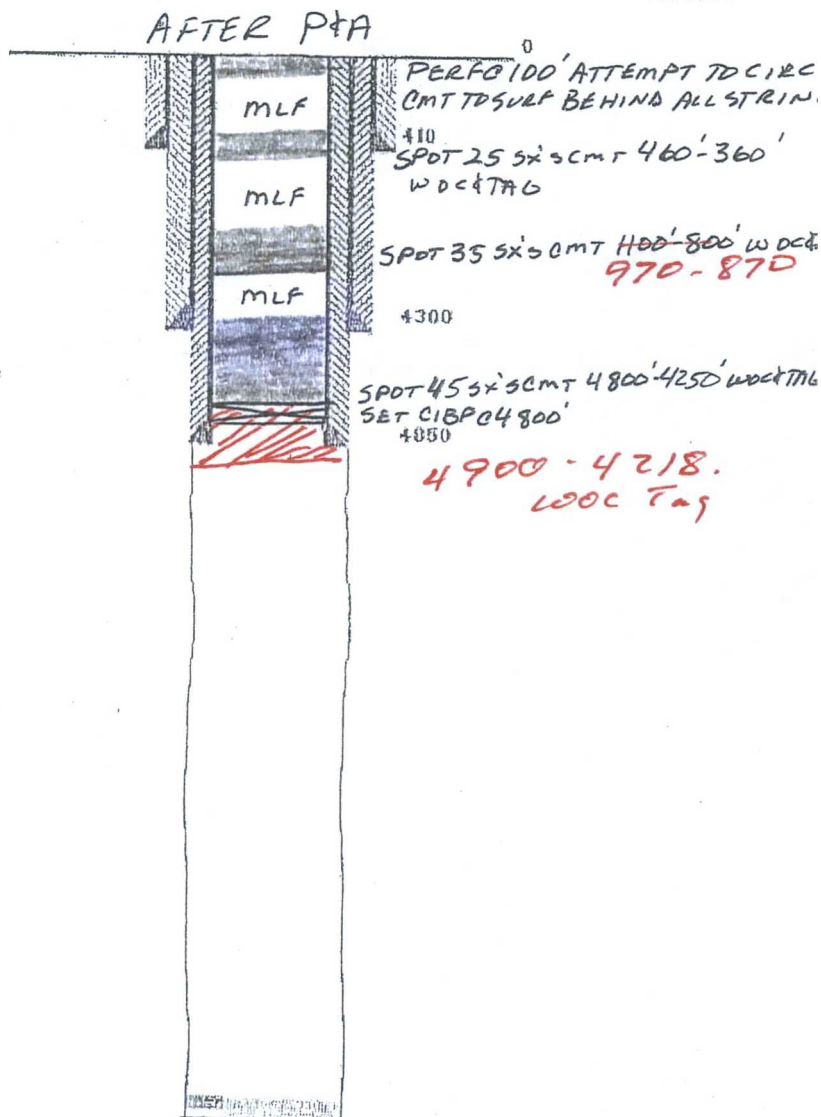 AFTER P&A
0
PERF@100' ATTEMPT TO CIRC
CMT TO SURF BEHIND ALL STRIN
MLF
410
SPOT 25 SX'S CMT 460'-360'
WOC&TAG
MLF
SPOT 35 SX'S CMT 1100'-800' WOC&
970-870
MLF
4300
SPOT 45 SX'S CMT 4800'-4250' WOC&TAG
SET CIBP@4800'
4850
4900-4218.
WOC Tag